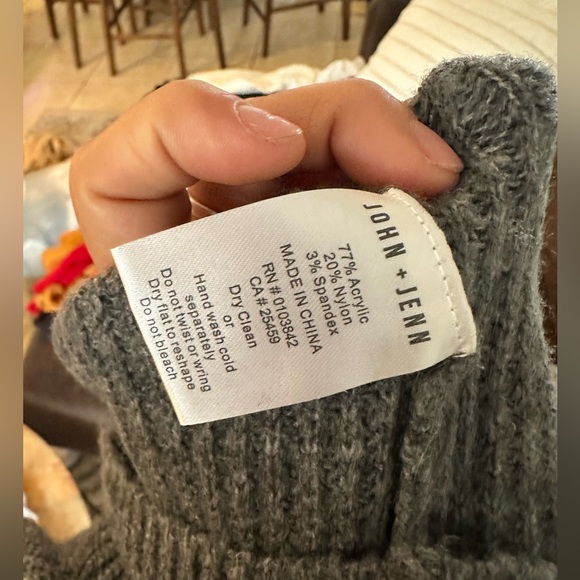 JOHN + JENN
77% Acrylic
20% Nylon
3% Spandex
MADE IN CHINA
RN # 0103642
CA # 25459
Dry Clean
or
Hand wash cold
separately
Do not twist or wring
Dry flat to reshape
Do not bleach